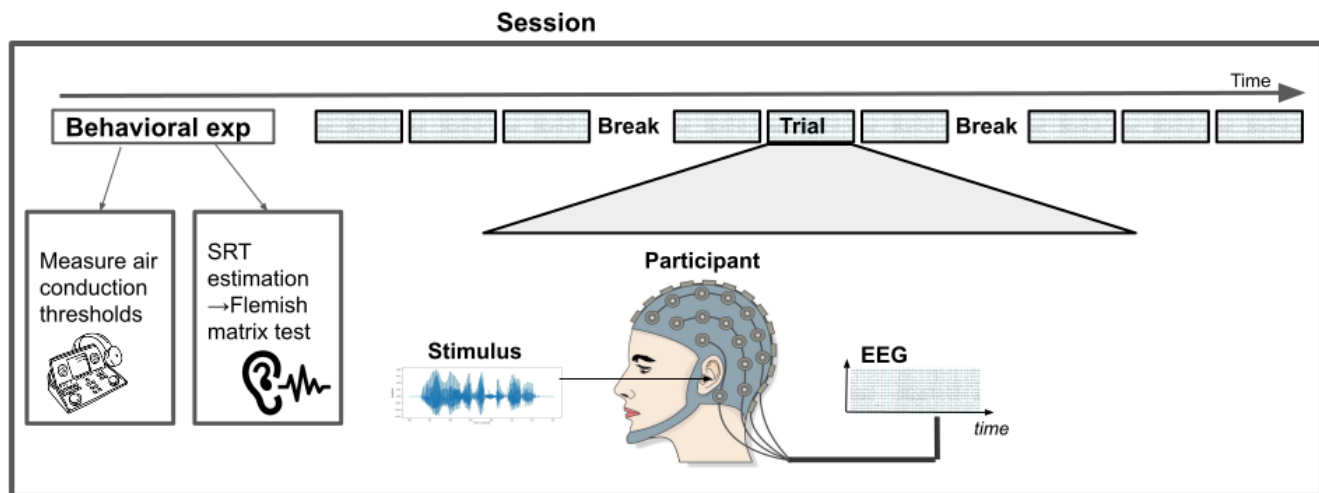 Session
Time
Behavioral exp
Break
Trial
Break
Measure air
conduction
thresholds
SRT
estimation
→Flemish
matrix test
Participant
Stimulus
EEG
time